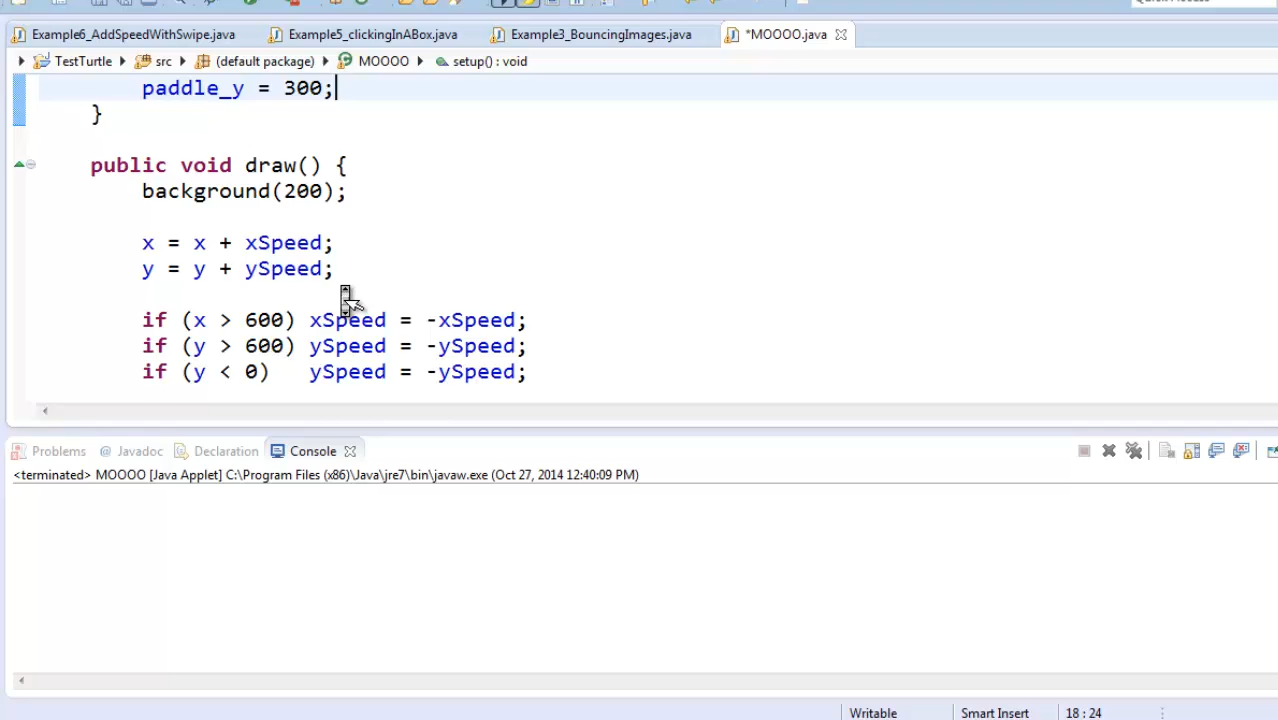 Example6_AddSpeedWithSwipe.java Example5_clickingInABox.java Example3_BouncingImages.java *MOOOO.java
TestTurtle src (default package) MOOOO setup() : void
paddle_y = 300;
}
public void draw() {
background(200);
x = x + xSpeed;
y = y + ySpeed;
if (x > 600) xSpeed = -xSpeed;
if (y > 600) ySpeed = -ySpeed;
if (y < 0) ySpeed = -ySpeed;
Problems @ Javadoc Declaration Console
<terminated> MOOOO [Java Applet] C:\Program Files (x86)\Java\jre7\bin\javaw.exe (Oct 27, 2014 12:40:09 PM)
Writable Smart Insert 18 : 24